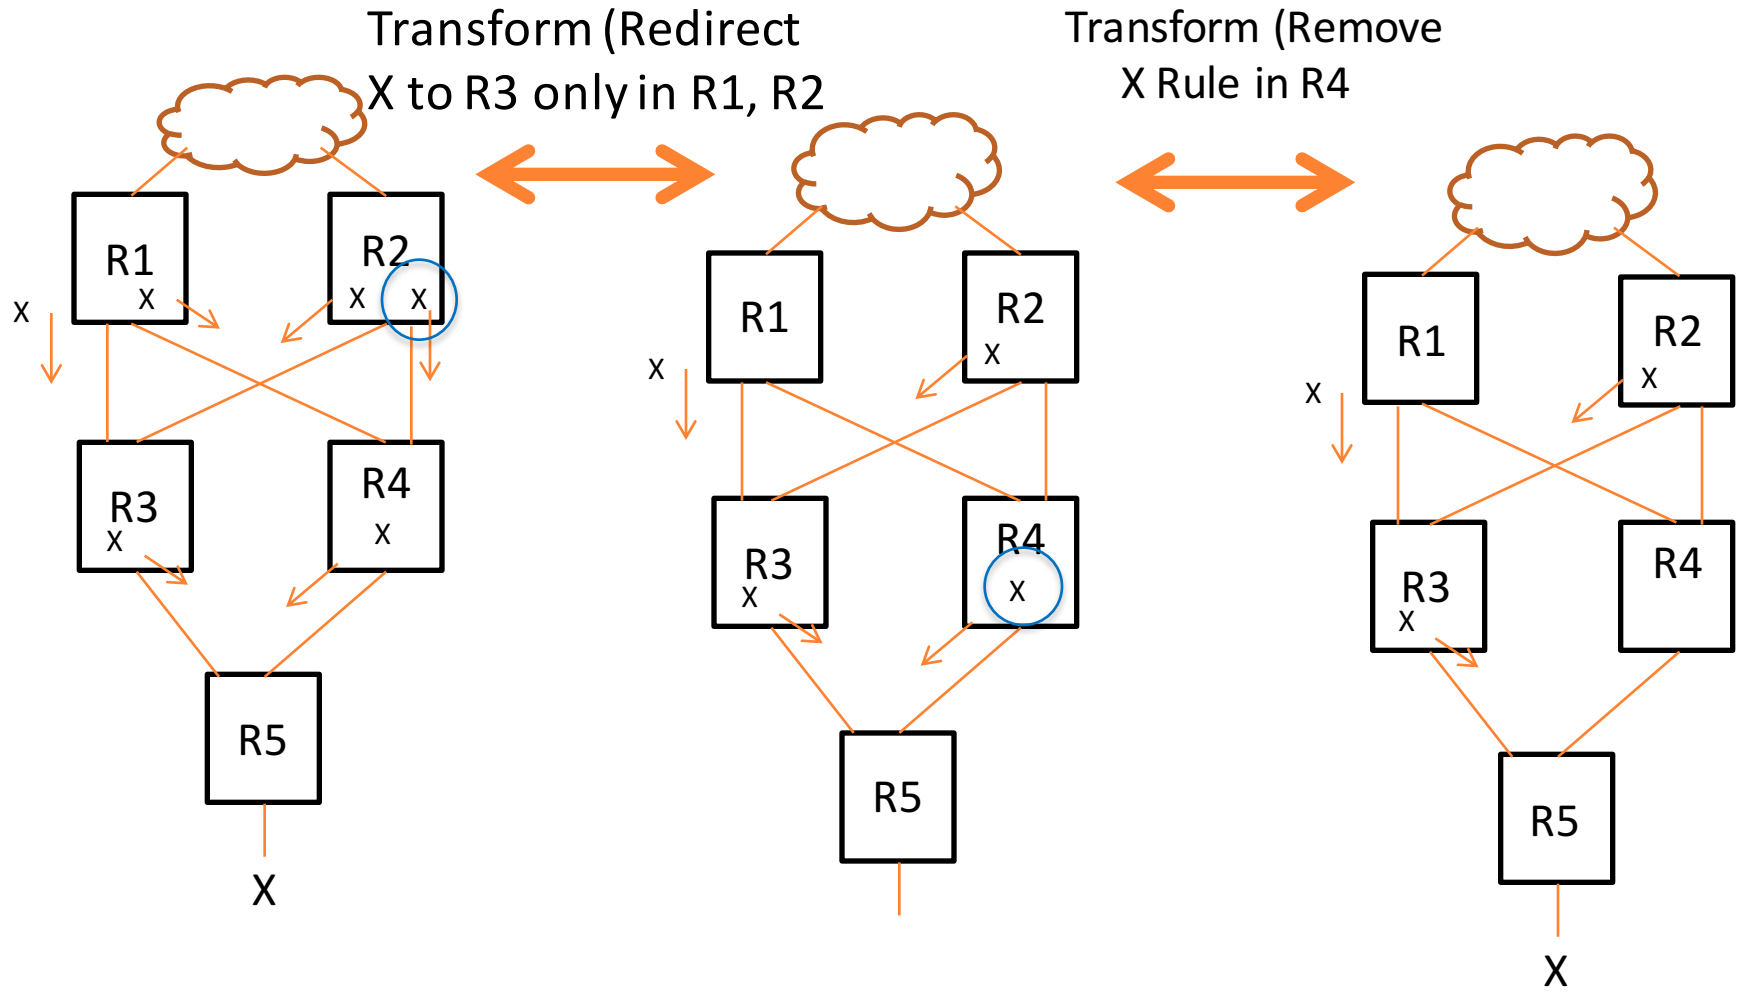 Transform (Redirect
X to R3 only in R1, R2
Transform (Remove
X Rule in R4
R1
X
X
R2
X
X
R3
X
R4
X
R5
X
R1
X
R2
X
R3
X
R4
X
R5
R1
X
R2
X
R3
X
R4
R5
X